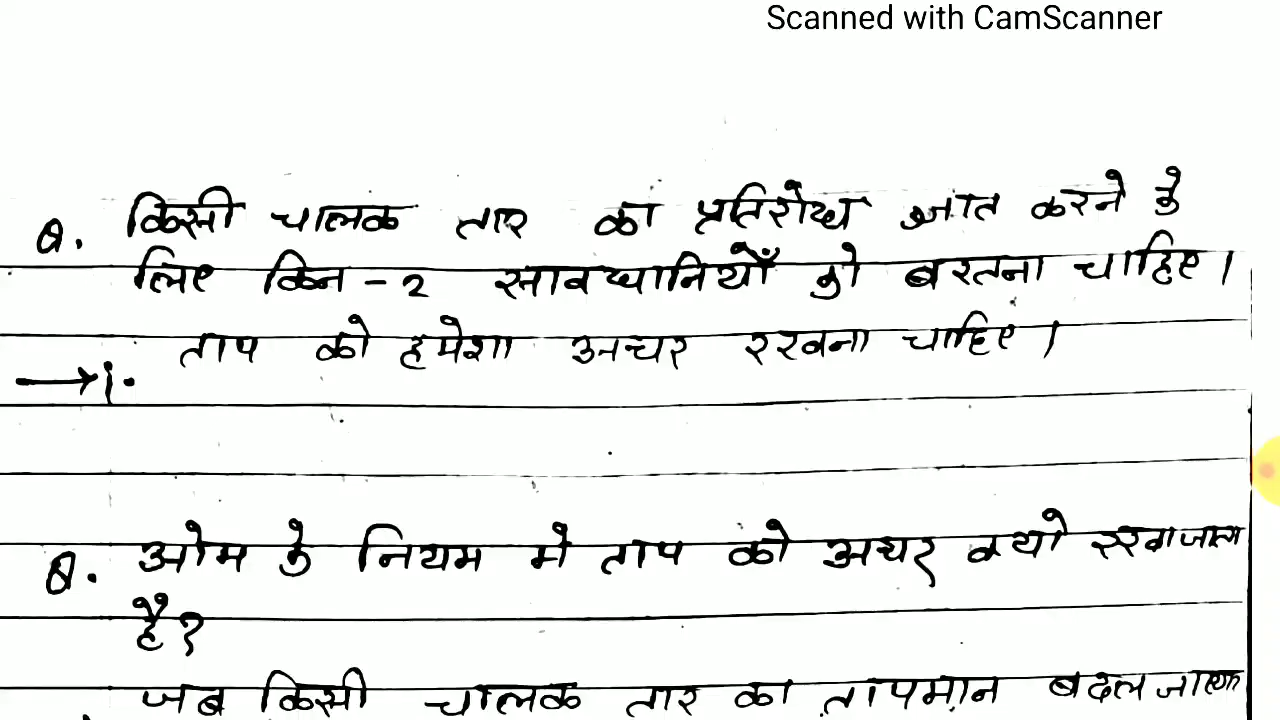 Scanned with CamScanner
Q. किसी चालक तार का प्रतिरोध ज्ञात करने के
लिए किन-2 सावधानियाँ को बरतना चाहिए।
→ i. ताप को हमेशा अचर रखना चाहिए।
Q. ओम के नियम मे ताप को अचर क्यो रखा जाता
है?
जब किसी चालक तार का तापमान बदल